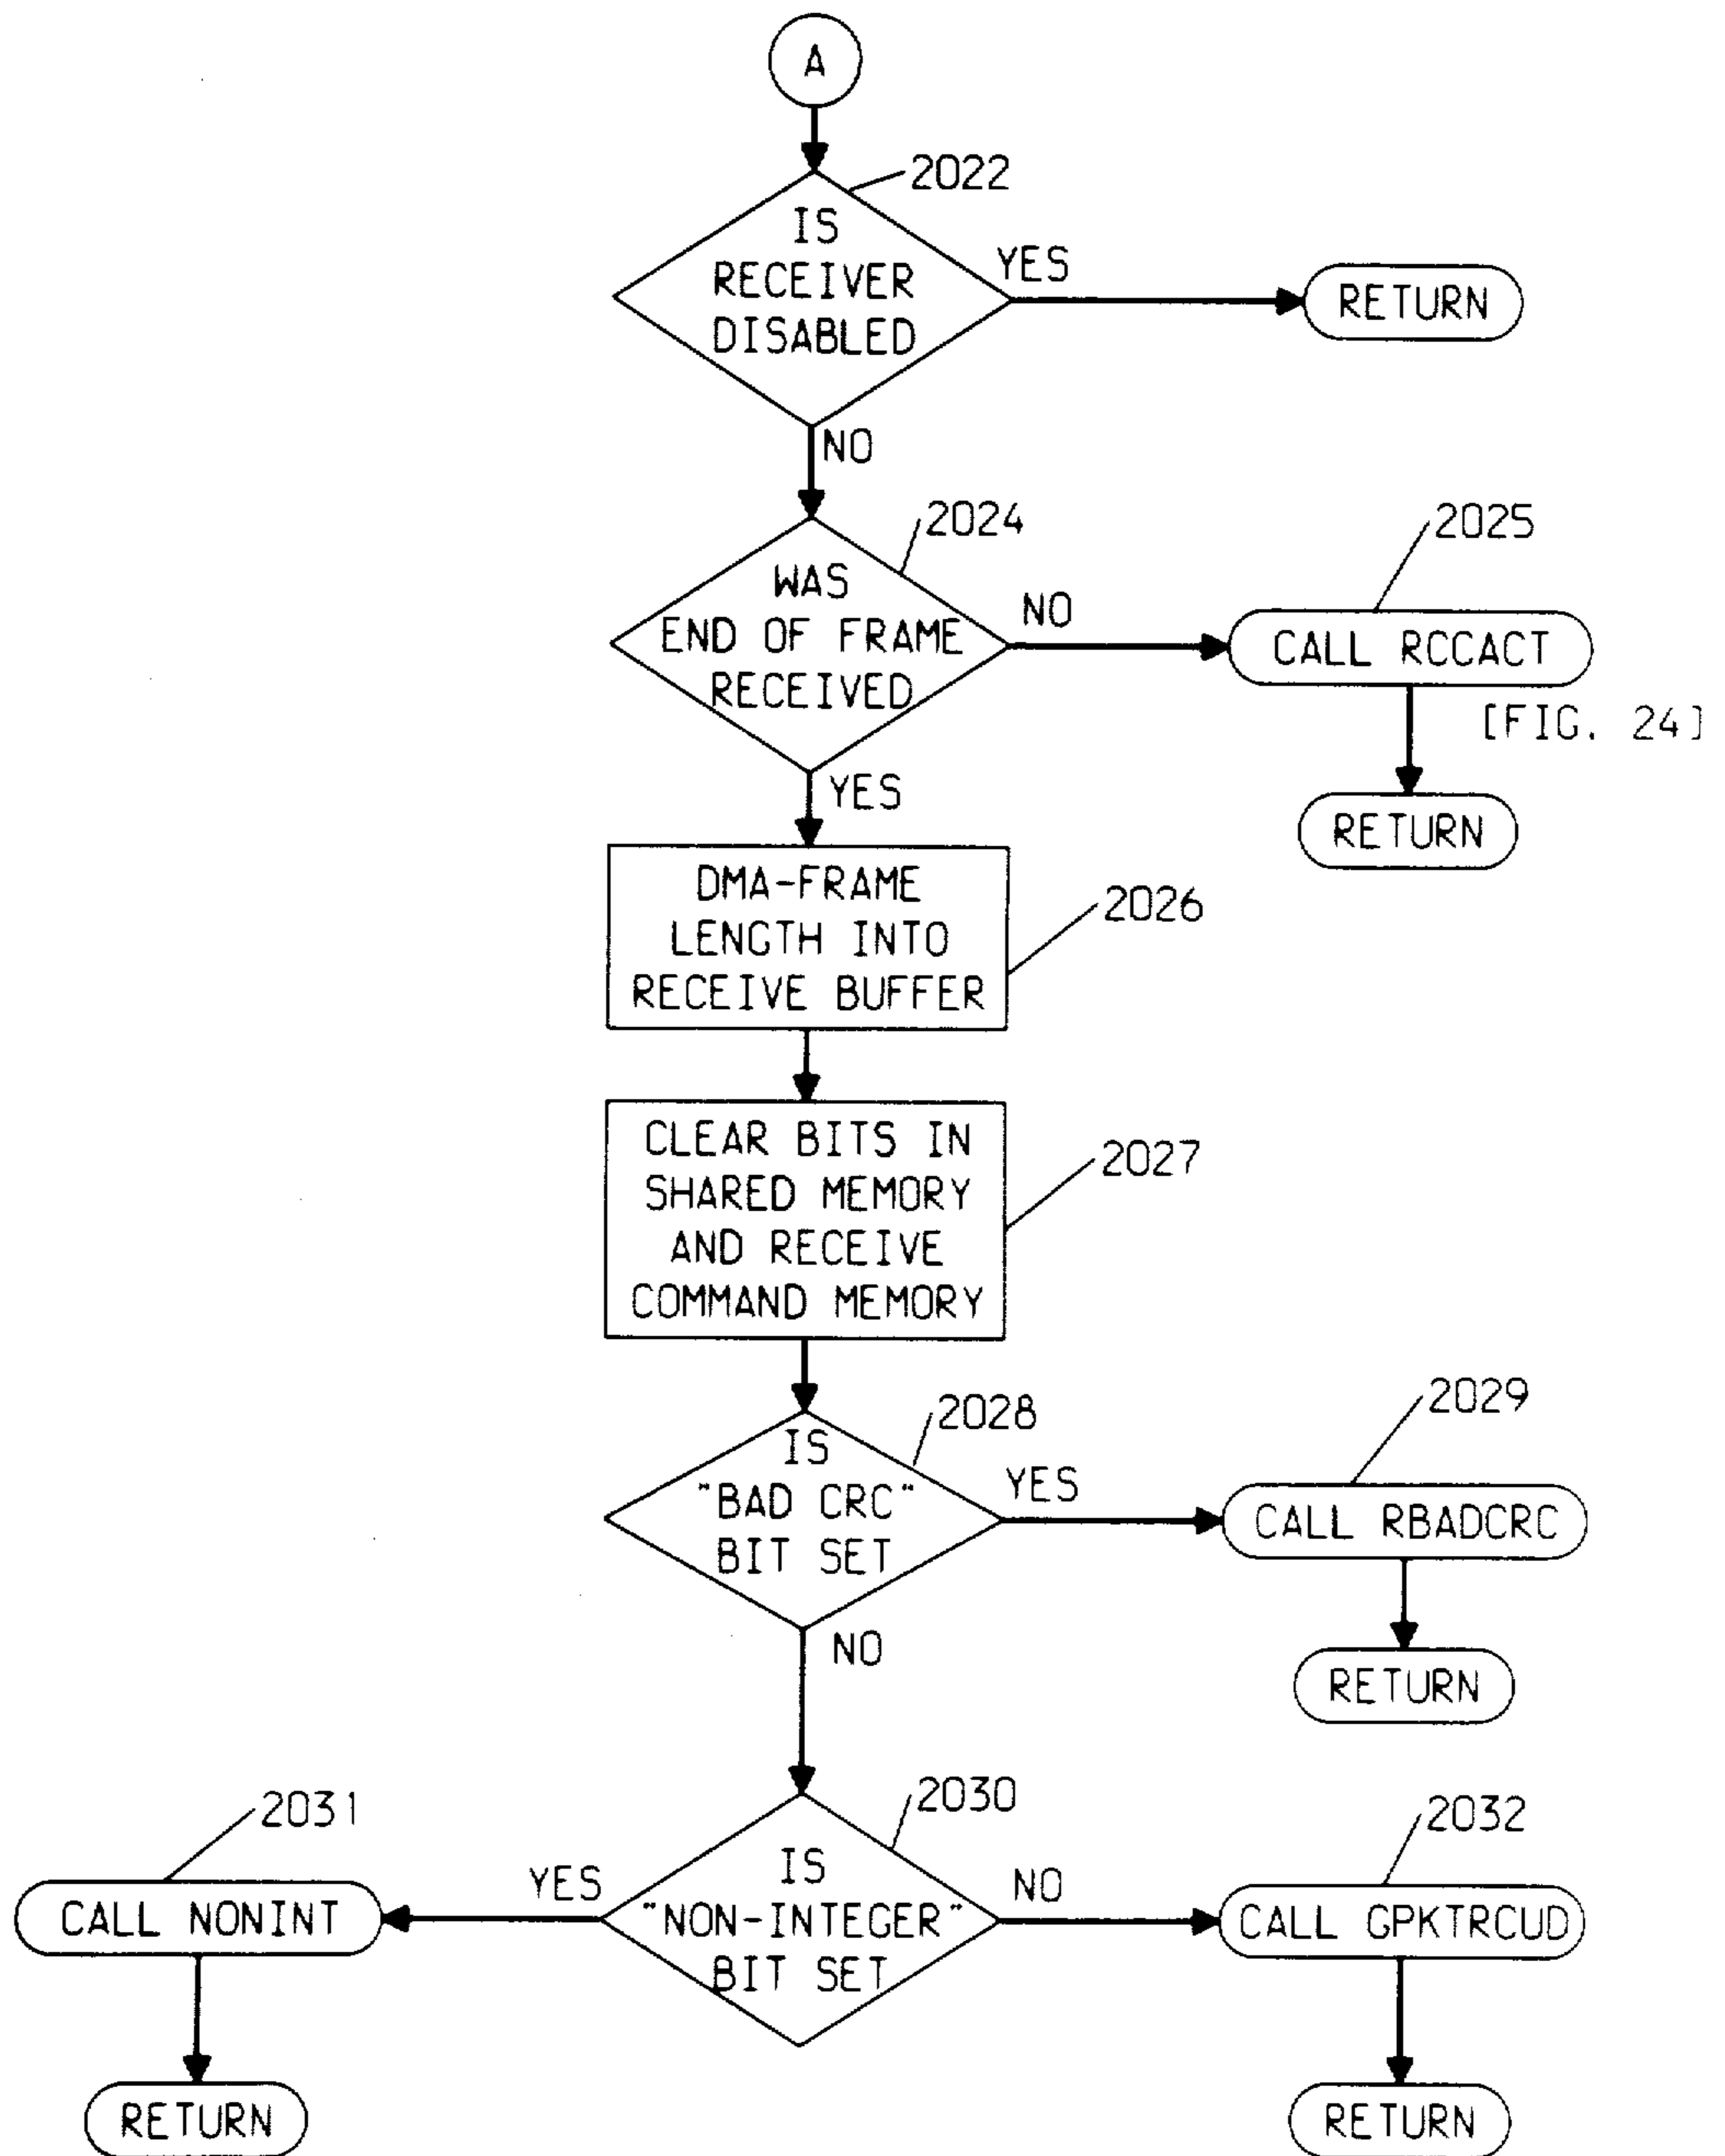 A
2022
IS
RECEIVER
DISABLED
YES
RETURN
NO
2024
WAS
END OF FRAME
RECEIVED
NO
2025
CALL RCCACT
[FIG. 24]
RETURN
YES
DMA-FRAME
LENGTH INTO
RECEIVE BUFFER
2026
CLEAR BITS IN
SHARED MEMORY
AND RECEIVE
COMMAND MEMORY
2027
IS
"BAD CRC"
BIT SET
2028
YES
2029
CALL RBADCRC
RETURN
NO
2030
IS
"NON-INTEGER"
BIT SET
YES
2031
CALL NONINT
RETURN
NO
2032
CALL GPKTRCUD
RETURN